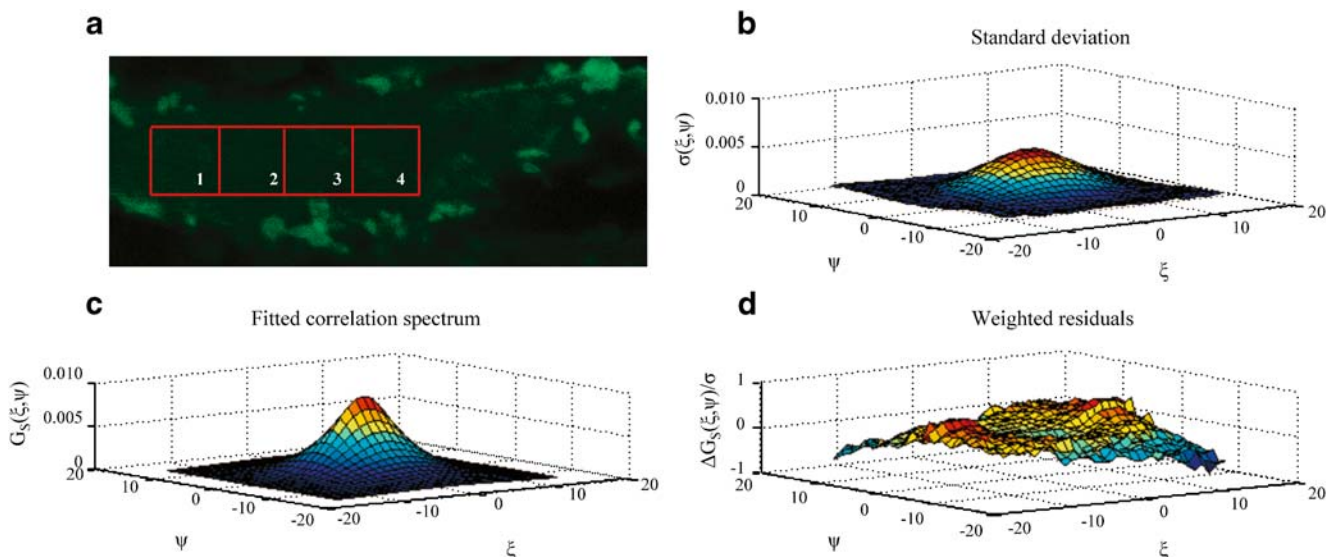 a
1 2 3 4
b
Standard deviation
σ(ξ,ψ)
0.010
0.005
0
20
10
0
-10
-20
ψ
-20
-10
0
10
20
ξ
c
Fitted correlation spectrum
G_S(ξ,ψ)
0.010
0.005
0
20
10
0
-10
-20
ψ
-20
-10
0
10
20
ξ
d
Weighted residuals
ΔG_S(ξ,ψ)/σ
1
0
-1
20
10
0
-10
-20
ψ
-20
-10
0
10
20
ξ